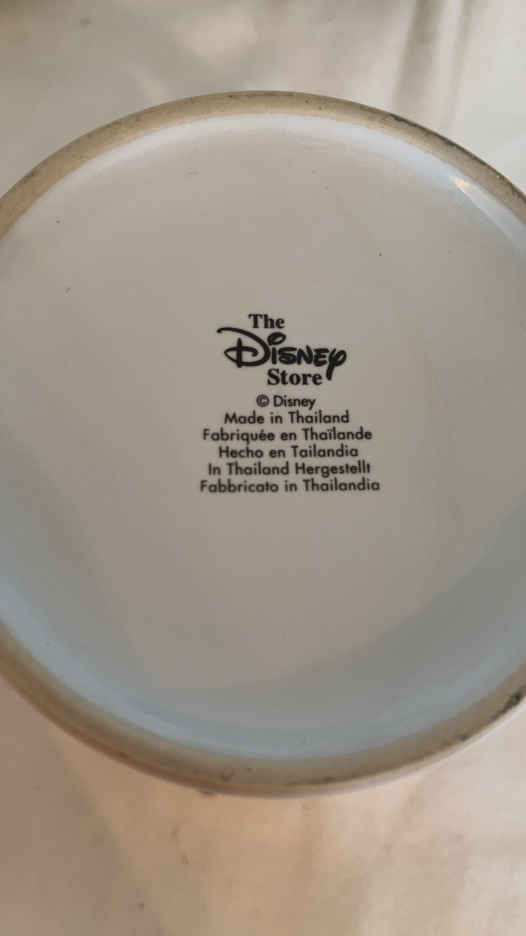 The
Disney
Store
© Disney
Made in Thailand
Fabriquée en Thaïlande
Hecho en Tailandia
In Thailand Hergestellt
Fabbricato in Thailandia